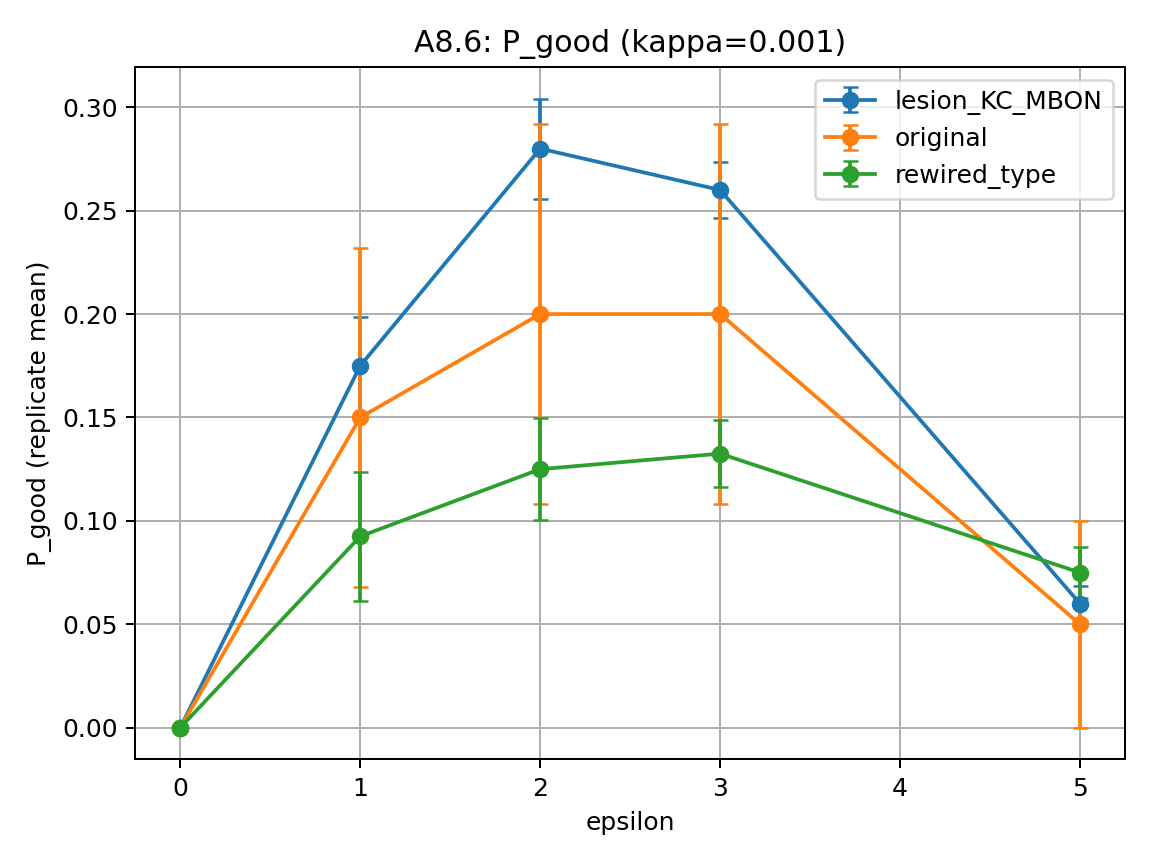 A8.6: P_good (kappa=0.001)
lesion_KC_MBON
original
rewired_type
P_good (replicate mean)
0.30
0.25
0.20
0.15
0.10
0.05
0.00
0 1 2 3 4 5
epsilon